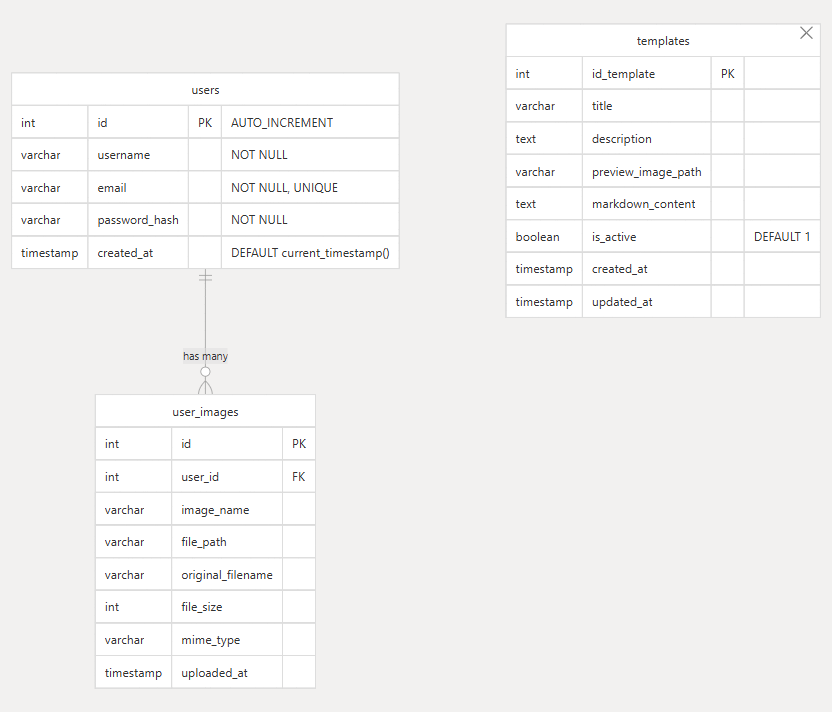 users
int id PK AUTO_INCREMENT
varchar username NOT NULL
varchar email NOT NULL, UNIQUE
varchar password_hash NOT NULL
timestamp created_at DEFAULT current_timestamp()
has many
user_images
int id PK
int user_id FK
varchar image_name
varchar file_path
varchar original_filename
int file_size
varchar mime_type
timestamp uploaded_at
templates
int id_template PK
varchar title
text description
varchar preview_image_path
text markdown_content
boolean is_active DEFAULT 1
timestamp created_at
timestamp updated_at